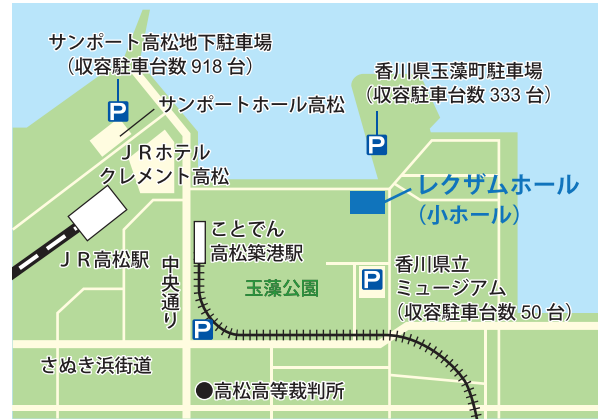 サンポート高松地下駐車場
（収容駐車台数 918 台）
P
サンポートホール高松
香川県玉藻町駐車場
（収容駐車台数 333 台）
P
ＪＲホテル
クレメント高松
レクザムホール
（小ホール）
ことでん
高松築港駅
ＪＲ高松駅
中央通り
玉藻公園
P
香川県立
ミュージアム
（収容駐車台数 50 台）
P
さぬき浜街道
●高松高等裁判所